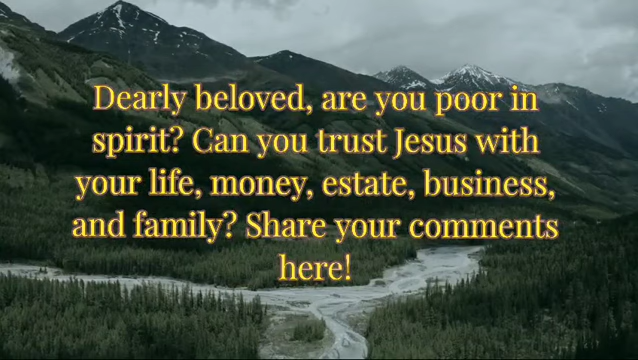 Dearly beloved, are you poor in
spirit? Can you trust Jesus with
your life, money, estate, business,
and family? Share your comments
here!